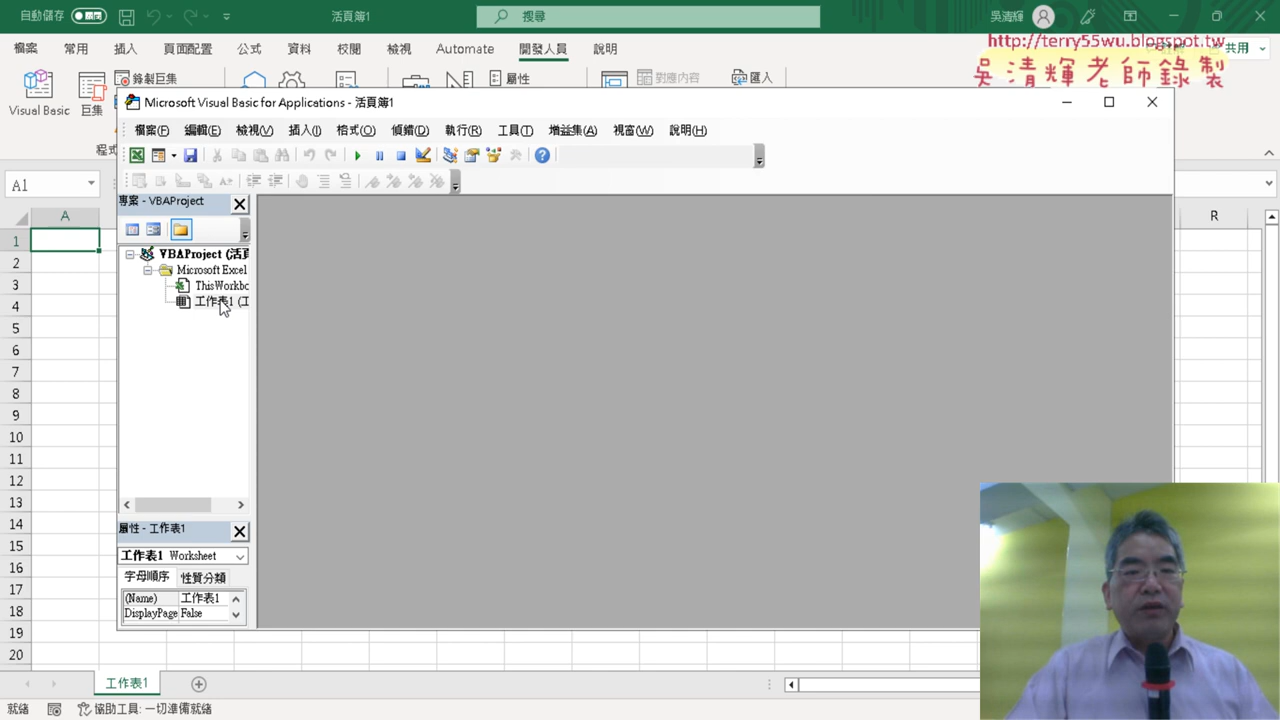 自動儲存
活頁簿1
搜尋
吳清輝
http://terry55wu.blogspot.tw
吳清輝老師錄製
檔案 常用 插入 頁面配置 公式 資料 校閱 檢視 Automate 開發人員 說明
共用
Visual Basic
巨集
錄製巨集
屬性
對應內容
匯入
程式
Microsoft Visual Basic for Applications - 活頁簿1
檔案(F) 編輯(E) 檢視(V) 插入(I) 格式(O) 偵錯(D) 執行(R) 工具(T) 增益集(A) 視窗(W) 說明(H)
A1
專案 - VBAProject
VBAProject (活頁
Microsoft Excel
ThisWorkbo
工作表1 (工
屬性 - 工作表1
工作表1 Worksheet
字母順序 性質分類
(Name) 工作表1
DisplayPage False
A
R
1
2
3
4
5
6
7
8
9
10
11
12
13
14
15
16
17
18
19
20
工作表1
就緒
協助工具: 一切準備就緒